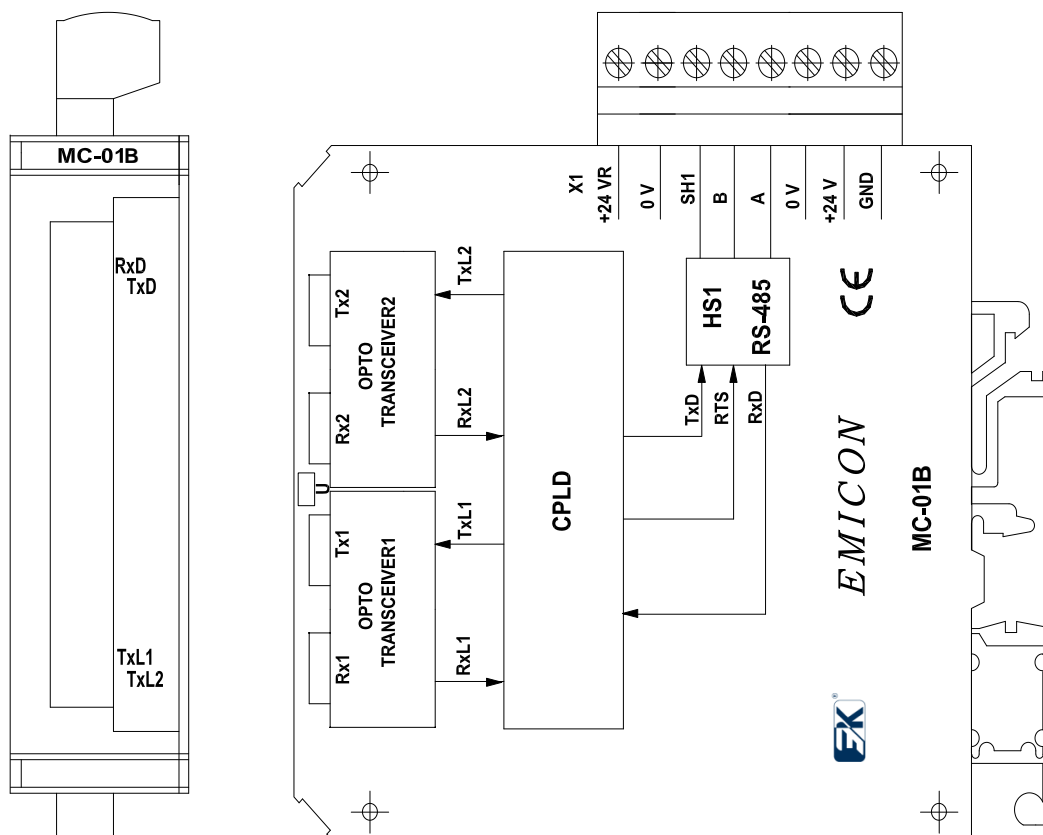 MC-01B
RxD
TxD
TxL1
TxL2
X1
+24 VR
0 V
SH1
B
A
0 V
+24 V
GND
TxL2
Tx2
OPTO
TRANSCEIVER2
Rx2
RxL2
HS1
RS-485
CE
TxD
RTS
RxD
CPLD
TxL1
Tx1
OPTO
TRANSCEIVER1
Rx1
RxL1
EMICON
MC-01B
EK®